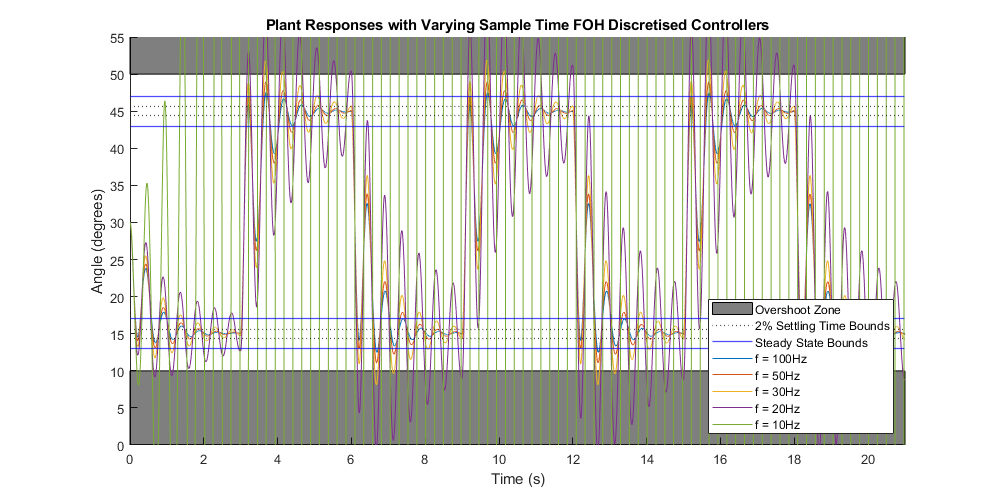 Plant Responses with Varying Sample Time FOH Discretised Controllers
Angle (degrees)
55
50
45
40
35
30
25
20
15
10
5
0
0 2 4 6 8 10 12 14 16 18 20
Time (s)
Overshoot Zone
2% Settling Time Bounds
Steady State Bounds
f = 100Hz
f = 50Hz
f = 30Hz
f = 20Hz
f = 10Hz